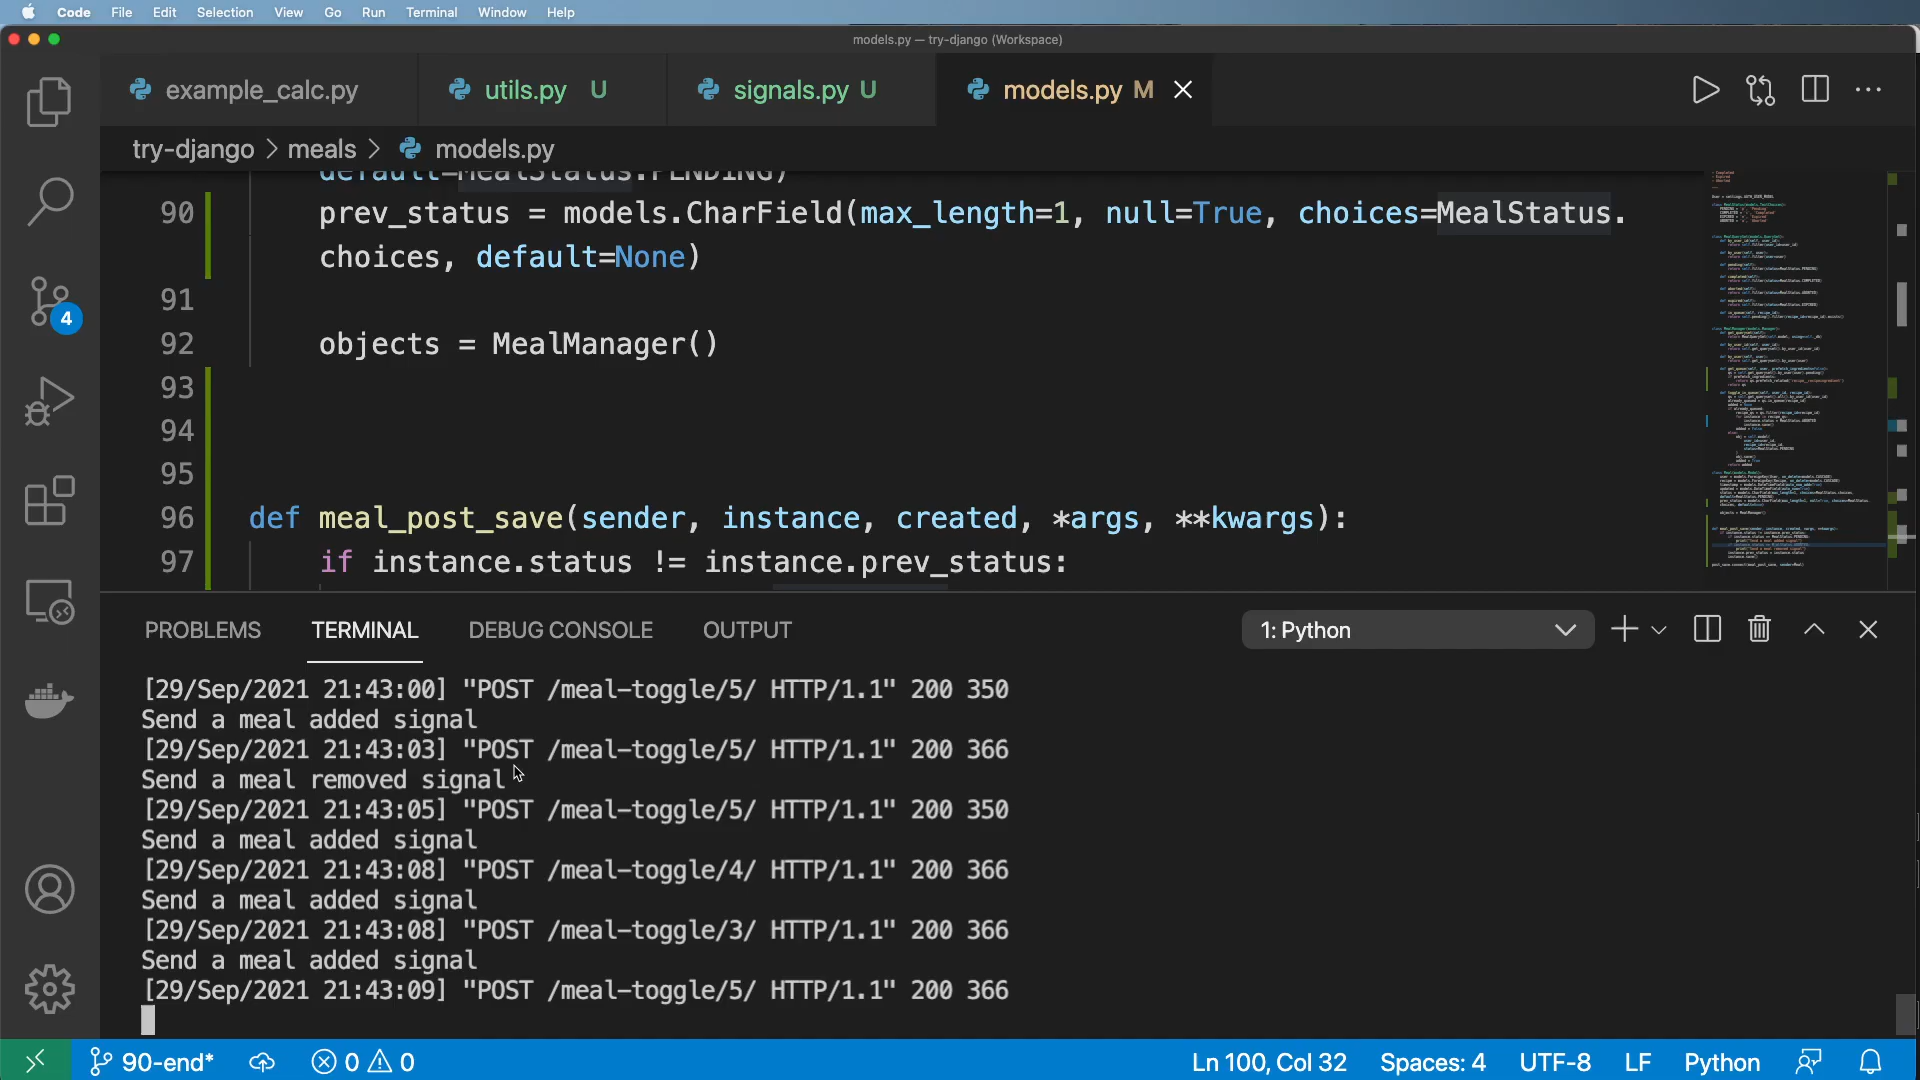 Code File Edit Selection View Go Run Terminal Window Help
models.py — try-django (Workspace)
example_calc.py utils.py U signals.py U models.py M
try-django > meals > models.py
default=MealStatus.PENDING)
90 prev_status = models.CharField(max_length=1, null=True, choices=MealStatus.
choices, default=None)
91
92 objects = MealManager()
93
94
95
96 def meal_post_save(sender, instance, created, *args, **kwargs):
97 if instance.status != instance.prev_status:
4
PROBLEMS TERMINAL DEBUG CONSOLE OUTPUT 1: Python
[29/Sep/2021 21:43:00] "POST /meal-toggle/5/ HTTP/1.1" 200 350
Send a meal added signal
[29/Sep/2021 21:43:03] "POST /meal-toggle/5/ HTTP/1.1" 200 366
Send a meal removed signal
[29/Sep/2021 21:43:05] "POST /meal-toggle/5/ HTTP/1.1" 200 350
Send a meal added signal
[29/Sep/2021 21:43:08] "POST /meal-toggle/4/ HTTP/1.1" 200 366
Send a meal added signal
[29/Sep/2021 21:43:08] "POST /meal-toggle/3/ HTTP/1.1" 200 366
Send a meal added signal
[29/Sep/2021 21:43:09] "POST /meal-toggle/5/ HTTP/1.1" 200 366
90-end* 0 0 Ln 100, Col 32 Spaces: 4 UTF-8 LF Python